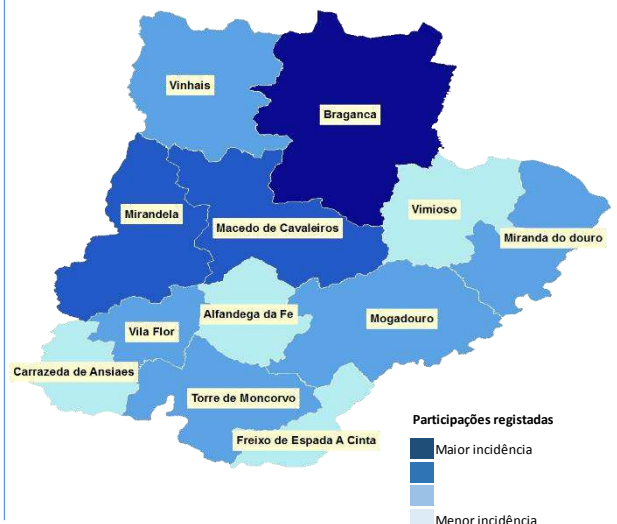 Vinhais
Braganca
Vimioso
Mirandela
Macedo de Cavaleiros
Miranda do douro
Alfandega da Fe
Mogadouro
Vila Flor
Carrazeda de Ansiaes
Torre de Moncorvo
Freixo de Espada A Cinta
Participações registadas
Maior incidência
Menor incidência